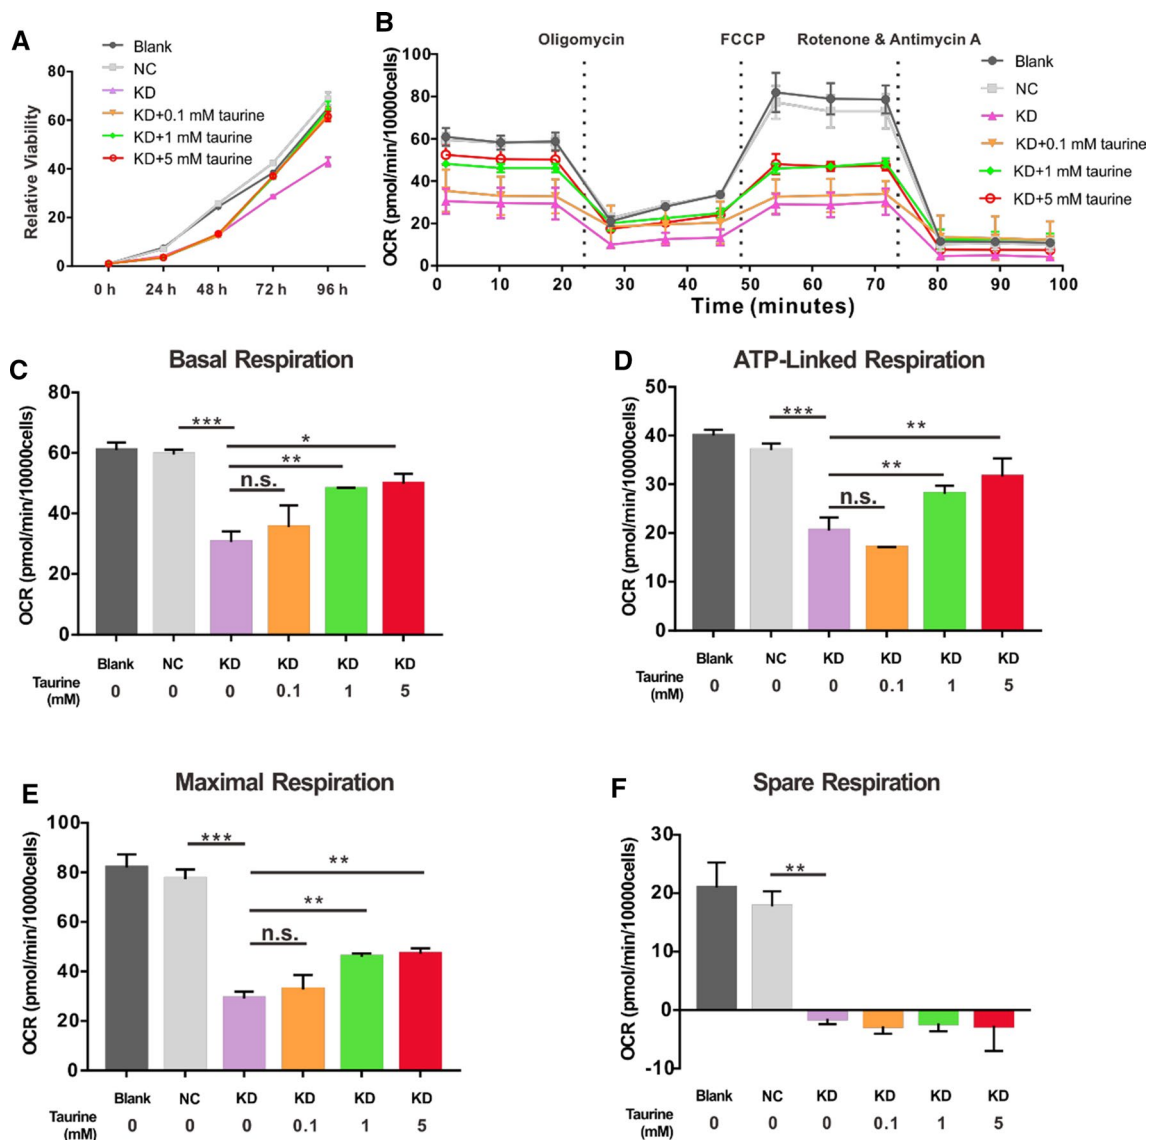 A
Blank
NC
KD
KD+0.1 mM taurine
KD+1 mM taurine
KD+5 mM taurine
Relative Viability
80
60
40
20
0
0 h 24 h 48 h 72 h 96 h
B
Oligomycin FCCP Rotenone & Antimycin A
OCR (pmol/min/10000cells)
100
80
60
40
20
0
0 10 20 30 40 50 60 70 80 90 100
Time (minutes)
Blank
NC
KD
KD+0.1 mM taurine
KD+1 mM taurine
KD+5 mM taurine
C
Basal Respiration
OCR (pmol/min/10000cells)
80
60
40
20
0
***
*
**
n.s.
Blank NC KD KD KD KD
Taurine (mM) 0 0 0 0.1 1 5
D
ATP-Linked Respiration
OCR (pmol/min/10000cells)
50
40
30
20
10
0
***
**
**
n.s.
Blank NC KD KD KD KD
Taurine (mM) 0 0 0 0.1 1 5
E
Maximal Respiration
OCR (pmol/min/10000cells)
100
80
60
40
20
0
***
**
**
n.s.
Blank NC KD KD KD KD
Taurine (mM) 0 0 0 0.1 1 5
F
Spare Respiration
OCR (pmol/min/10000cells)
30
20
10
0
-10
**
Blank NC KD KD KD KD
Taurine (mM) 0 0 0 0.1 1 5